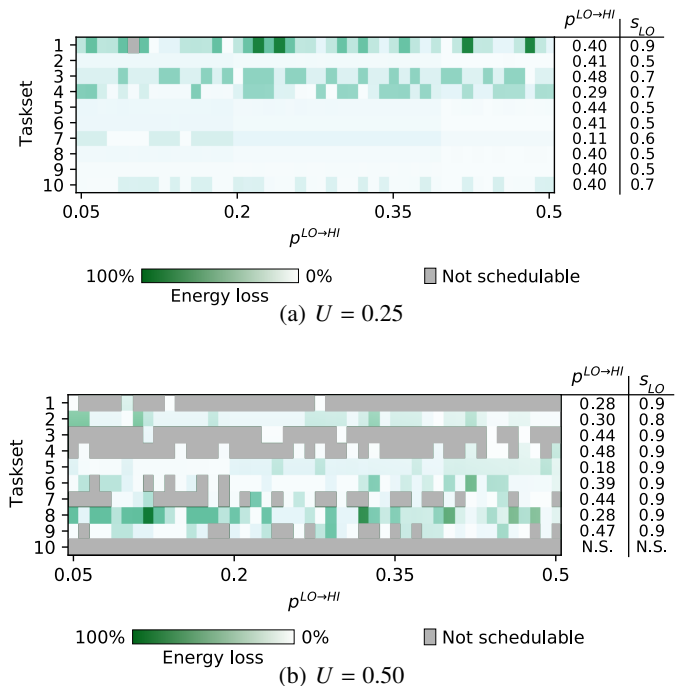 p^{LO→HI} s_{LO}
1 0.40 0.9
2 0.41 0.5
3 0.48 0.7
4 0.29 0.7
5 0.44 0.5
6 0.41 0.5
7 0.11 0.6
8 0.40 0.5
9 0.40 0.5
10 0.40 0.7
Taskset
0.05 0.2 0.35 0.5
p^{LO→HI}
100% 0% Not schedulable
Energy loss
(a) U = 0.25
p^{LO→HI} s_{LO}
1 0.28 0.9
2 0.30 0.8
3 0.44 0.9
4 0.48 0.9
5 0.18 0.9
6 0.39 0.9
7 0.44 0.9
8 0.28 0.9
9 0.47 0.9
10 N.S. N.S.
Taskset
0.05 0.2 0.35 0.5
p^{LO→HI}
100% 0% Not schedulable
Energy loss
(b) U = 0.50